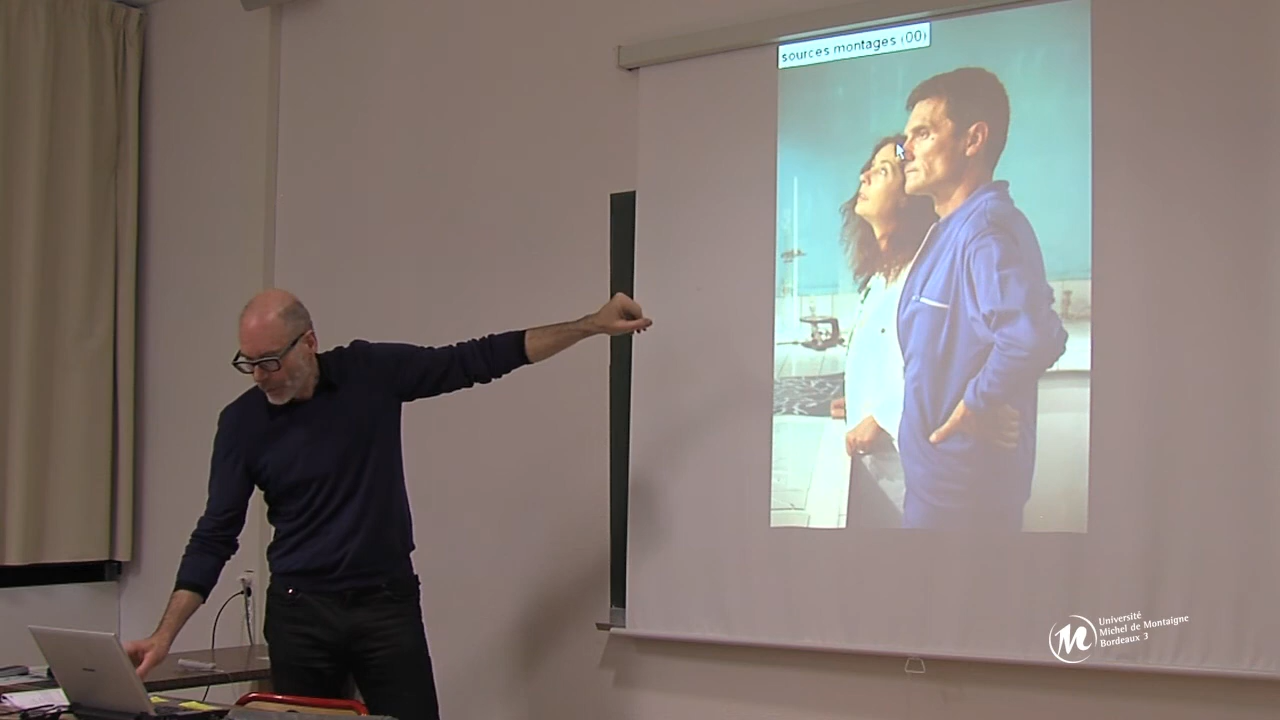 sources montages (00)
Université
Michel de Montaigne
Bordeaux 3